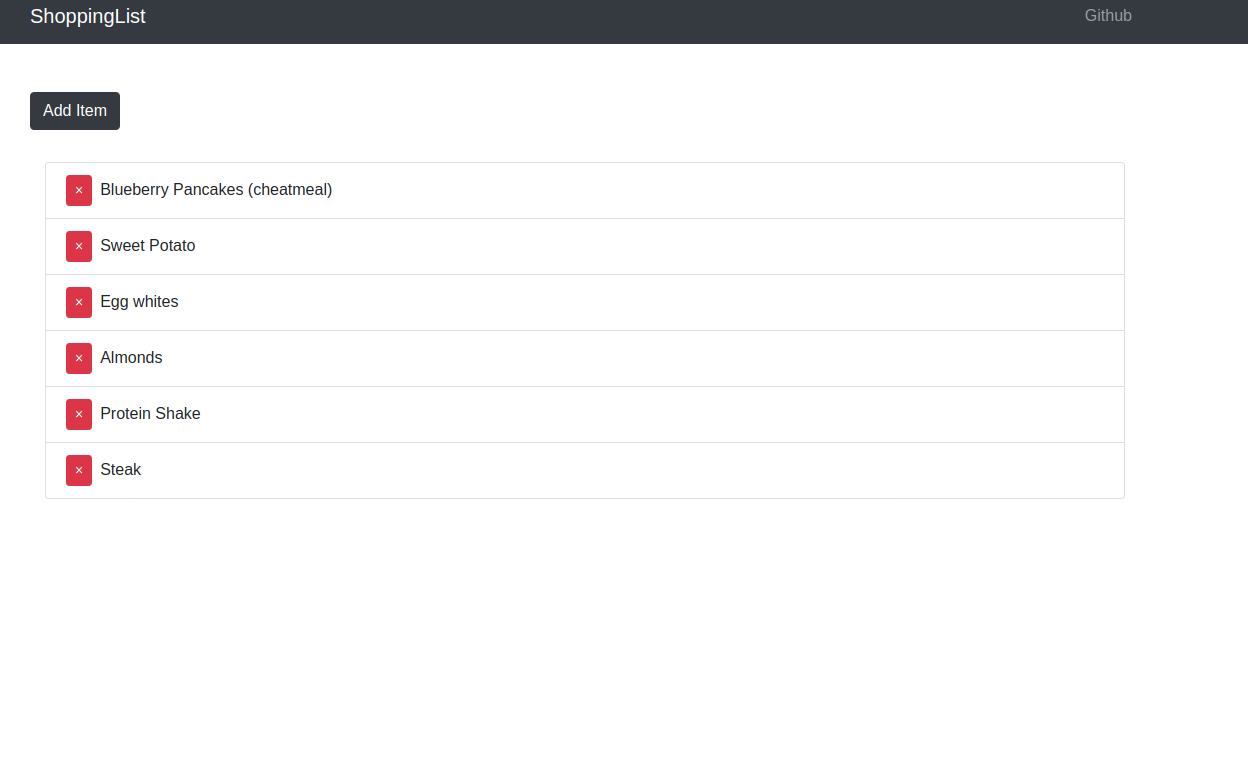 ShoppingList Github
Add Item
× Blueberry Pancakes (cheatmeal)
× Sweet Potato
× Egg whites
× Almonds
× Protein Shake
× Steak